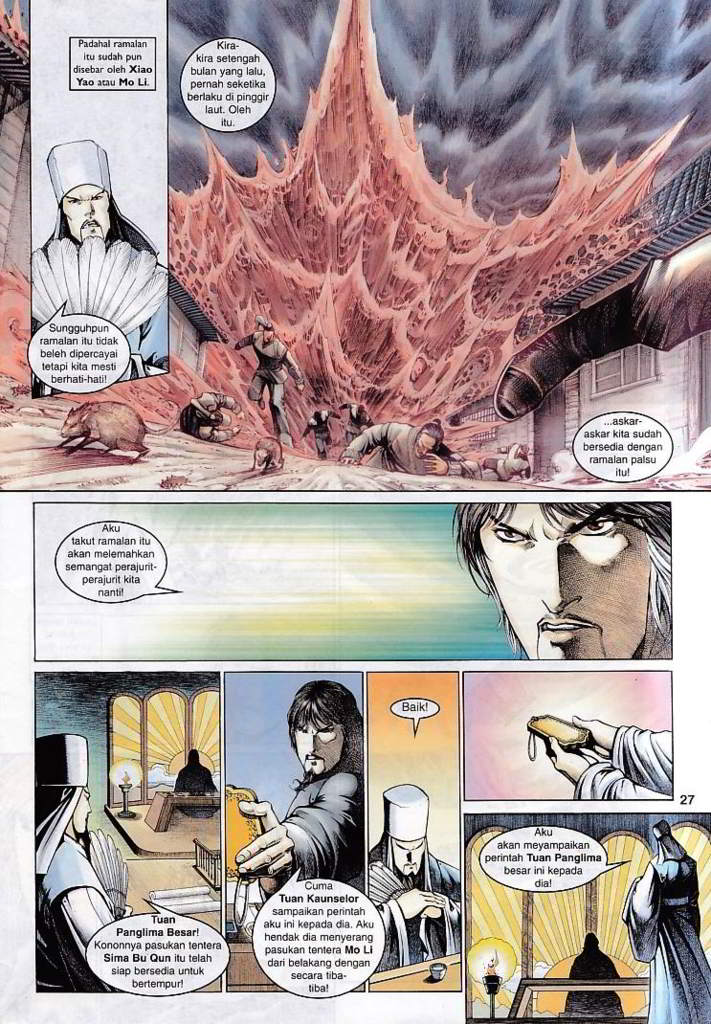 Padahal ramalan
itu sudah pun
disebar oleh Xiao
Yao atau Mo Li.
Kira-
kira setengah
bulan yang lalu,
pernah seketika
berlaku di pinggir
laut. Oleh
itu.
Sungguhpun
ramalan itu tidak
beleh dipercayai
tetapi kita mesti
berhati-hati!
...askar-
askar kita sudah
bersedia dengan
ramalan palsu
itu!
Aku
takut ramalan itu
akan melemahkan
semangat perajurit-
perajurit kita
nanti!
Tuan
Panglima Besar!
Kononnya pasukan tentera
Sima Bu Qun itu telah
siap bersedia untuk
bertempur!
Cuma
Tuan Kaunselor
sampaikan perintah
aku ini kepada dia. Aku
hendak dia menyerang
pasukan tentera Mo Li
dari belakang dengan
secara tiba-
tiba!
Baik!
27
Aku
akan meyampaikan
perintah Tuan Panglima
besar ini kepada
dia!